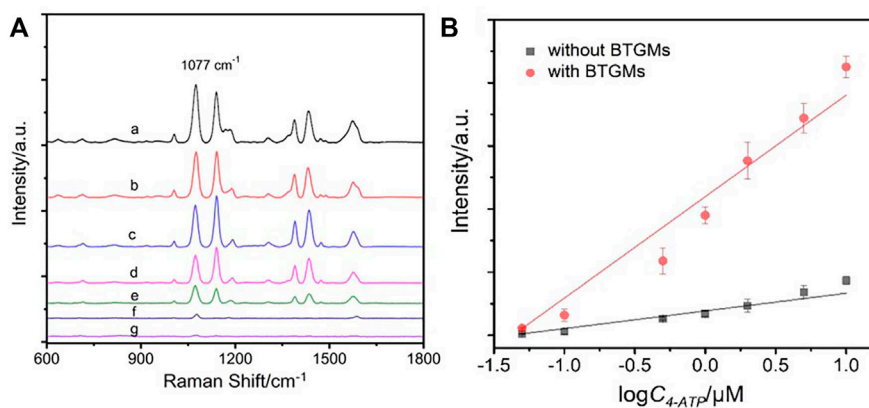 A
1077 cm-1
a
b
c
d
e
f
g
600 900 1200 1500 1800
Raman Shift/cm-1
Intensity/a.u.
B
without BTGMs
with BTGMs
Intensity/a.u.
-1.5 -1.0 -0.5 0.0 0.5 1.0
logC4-ATP/μM